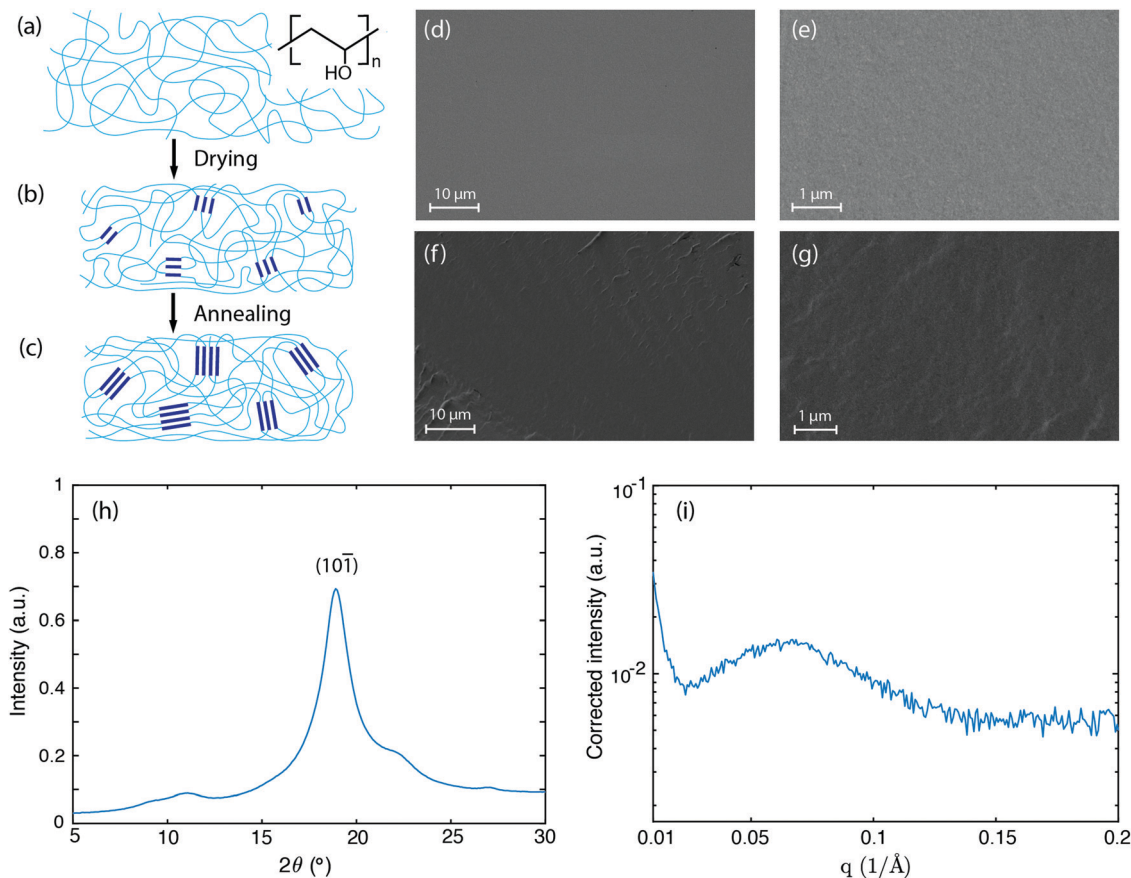 (a)
n
HO
Drying
(b)
Annealing
(c)
(d)
10 µm
(e)
1 µm
(f)
10 µm
(g)
1 µm
(h)
(101̅)
1
0.8
0.6
0.4
0.2
0
5
10
15
20
25
30
Intensity (a.u.)
2θ (°)
(i)
10⁻¹
10⁻²
0.01
0.05
0.1
0.15
0.2
Corrected intensity (a.u.)
q (1/Å)